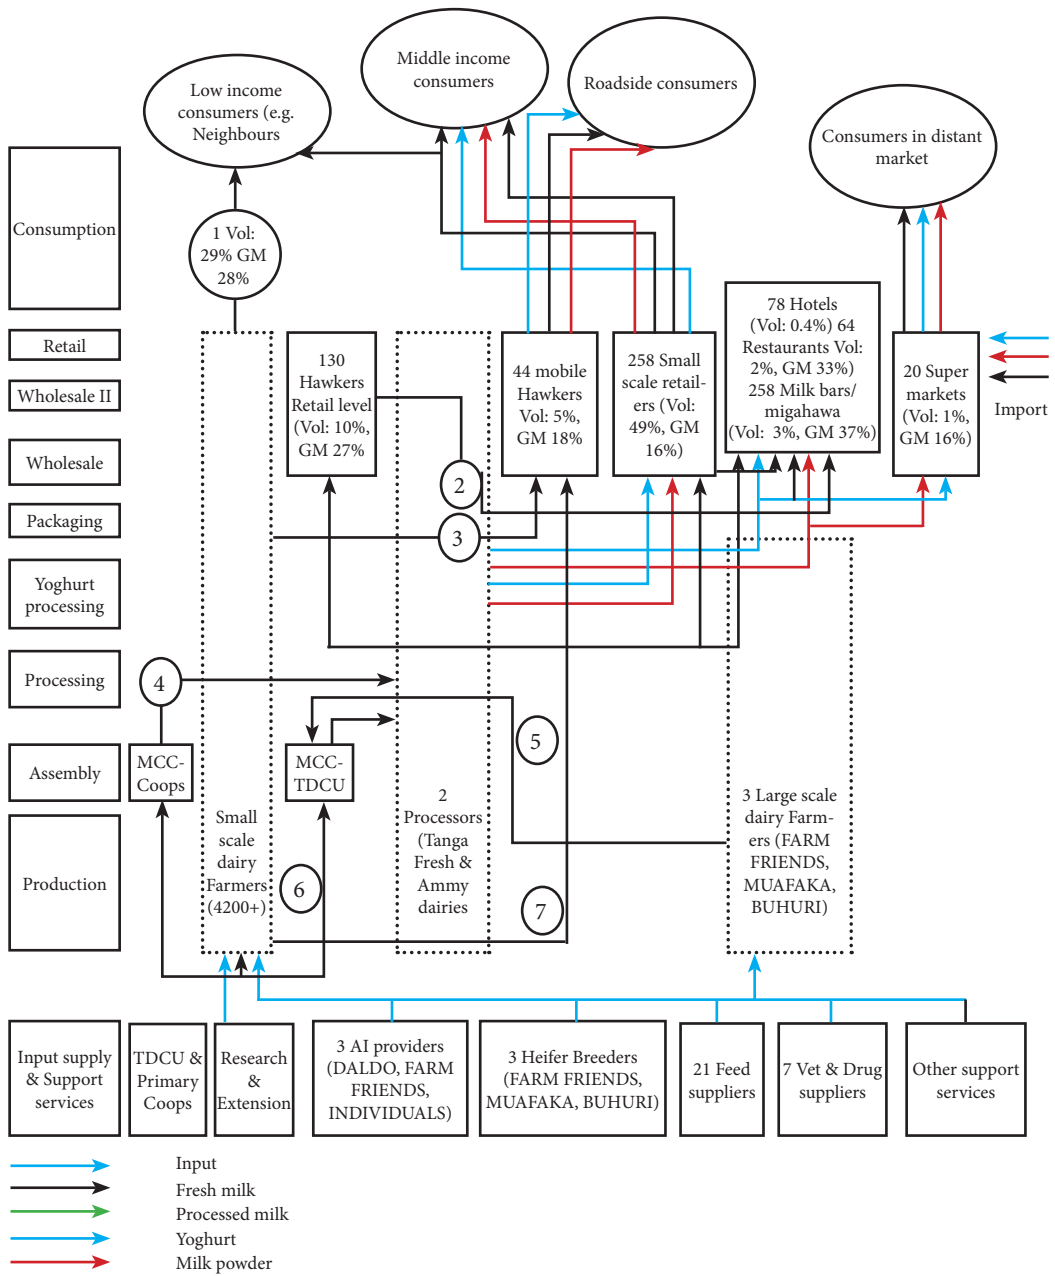 Low income
consumers (e.g.
Neighbours
Middle income
consumers
Roadside consumers
Consumers in distant
market
Consumption
1 Vol:
29% GM
28%
Retail
Wholesale II
Wholesale
Packaging
Yoghurt
processing
Processing
Assembly
Production
130
Hawkers
Retail level
(Vol: 10%,
GM 27%
44 mobile
Hawkers
Vol: 5%,
GM 18%
258 Small
scale retail-
ers (Vol:
49%, GM
16%)
78 Hotels
(Vol: 0.4%) 64
Restaurants Vol:
2%, GM 33%)
258 Milk bars/
migahawa
(Vol: 3%, GM 37%)
20 Super
markets
(Vol: 1%,
GM 16%)
Import
2
3
4
5
6
7
MCC-
Coops
MCC-
TDCU
Small
scale
dairy
Farmers
(4200+)
2
Processors
(Tanga
Fresh &
Ammy
dairies
3 Large scale
dairy Farm-
ers (FARM
FRIENDS,
MUAFAKA,
BUHURI)
Input supply
& Support
services
TDCU &
Primary
Coops
Research
&
Extension
3 AI providers
(DALDO, FARM
FRIENDS,
INDIVIDUALS)
3 Heifer Breeders
(FARM FRIENDS,
MUAFAKA, BUHURI)
21 Feed
suppliers
7 Vet & Drug
suppliers
Other support
services
Input
Fresh milk
Processed milk
Yoghurt
Milk powder